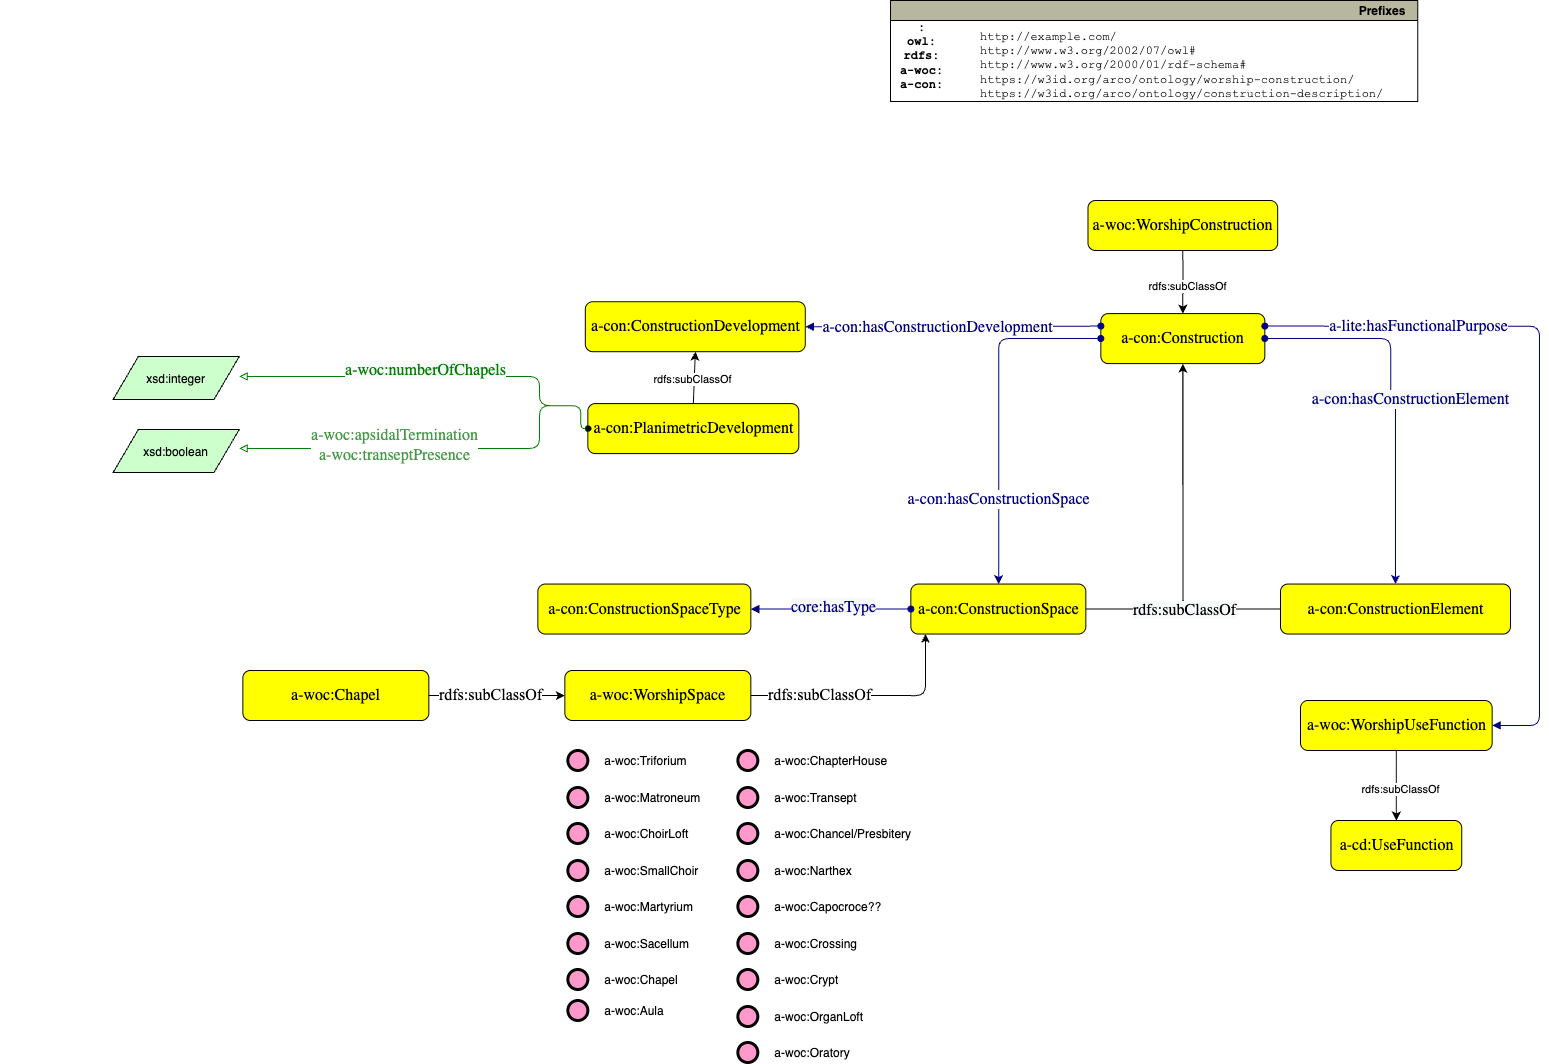 Prefixes
:
owl:
rdfs:
a-woc:
a-con:
http://example.com/
http://www.w3.org/2002/07/owl#
http://www.w3.org/2000/01/rdf-schema#
https://w3id.org/arco/ontology/worship-construction/
https://w3id.org/arco/ontology/construction-description/
a-woc:WorshipConstruction
rdfs:subClassOf
a-con:ConstructionDevelopment
a-con:hasConstructionDevelopment
a-con:Construction
a-lite:hasFunctionalPurpose
xsd:integer
a-woc:numberOfChapels
rdfs:subClassOf
a-con:hasConstructionElement
xsd:boolean
a-woc:apsidalTermination
a-woc:transeptPresence
a-con:PlanimetricDevelopment
a-con:hasConstructionSpace
a-con:ConstructionSpaceType
core:hasType
a-con:ConstructionSpace
rdfs:subClassOf
a-con:ConstructionElement
a-woc:Chapel
rdfs:subClassOf
a-woc:WorshipSpace
rdfs:subClassOf
a-woc:WorshipUseFunction
rdfs:subClassOf
a-cd:UseFunction
a-woc:Triforium
a-woc:Matroneum
a-woc:ChoirLoft
a-woc:SmallChoir
a-woc:Martyrium
a-woc:Sacellum
a-woc:Chapel
a-woc:Aula
a-woc:ChapterHouse
a-woc:Transept
a-woc:Chancel/Presbitery
a-woc:Narthex
a-woc:Capocroce??
a-woc:Crossing
a-woc:Crypt
a-woc:OrganLoft
a-woc:Oratory